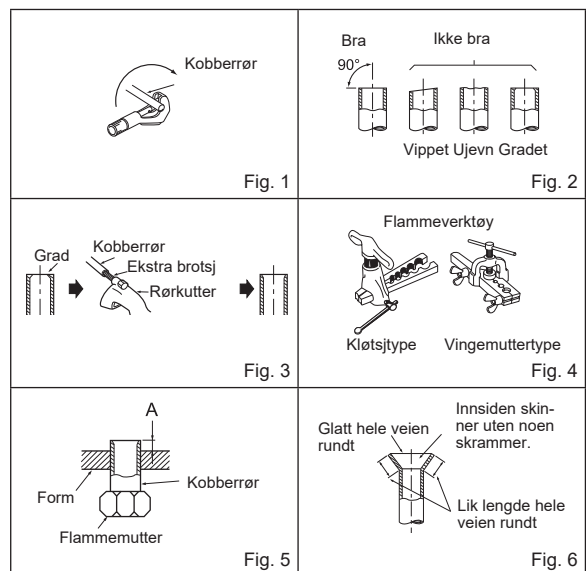 Kobberrør
Fig. 1
Bra
Ikke bra
90°
Vippet Ujevn Gradet
Fig. 2
Grad
Kobberrør
Ekstra brotsj
Rørkutter
Fig. 3
Flammeverktøy
Kløtsjtype
Vingemuttertype
Fig. 4
A
Form
Kobberrør
Flammemutter
Fig. 5
Glatt hele veien
rundt
Innsiden skin-
ner uten noen
skrammer.
Lik lengde hele
veien rundt
Fig. 6